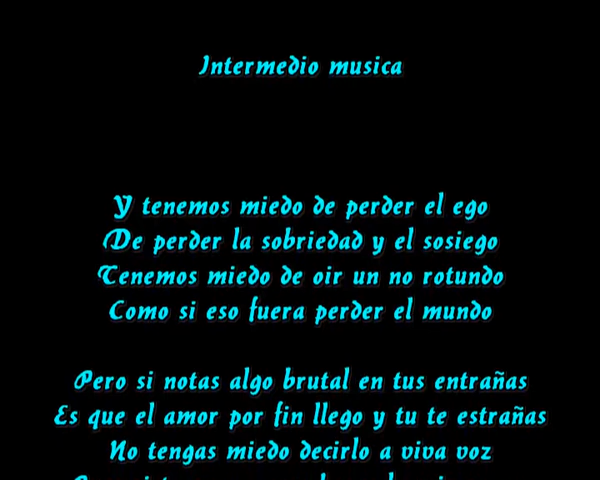 Intermedio musica
Y tenemos miedo de perder el ego
De perder la sobriedad y el sosiego
Tenemos miedo de oir un no rotundo
Como si eso fuera perder el mundo
Pero si notas algo brutal en tus entrañas
Es que el amor por fin llego y tu te estrañas
No tengas miedo decirlo a viva voz